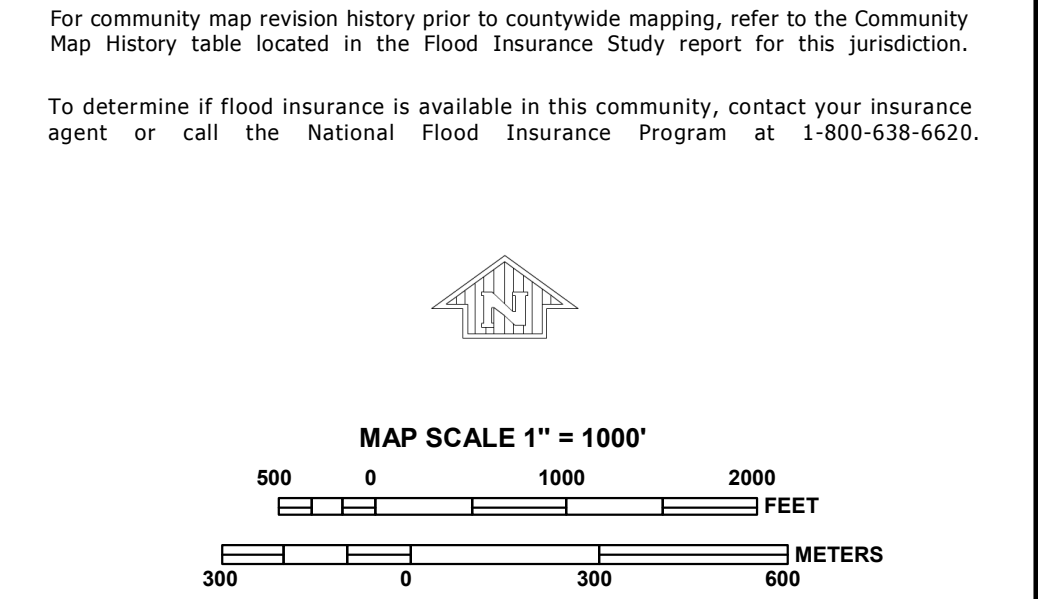 For community map revision history prior to countywide mapping, refer to the Community
Map History table located in the Flood Insurance Study report for this jurisdiction.
To determine if flood insurance is available in this community, contact your insurance
agent or call the National Flood Insurance Program at 1-800-638-6620.
N
MAP SCALE 1" = 1000'
500 0 1000 2000
FEET
METERS
300 0 300 600